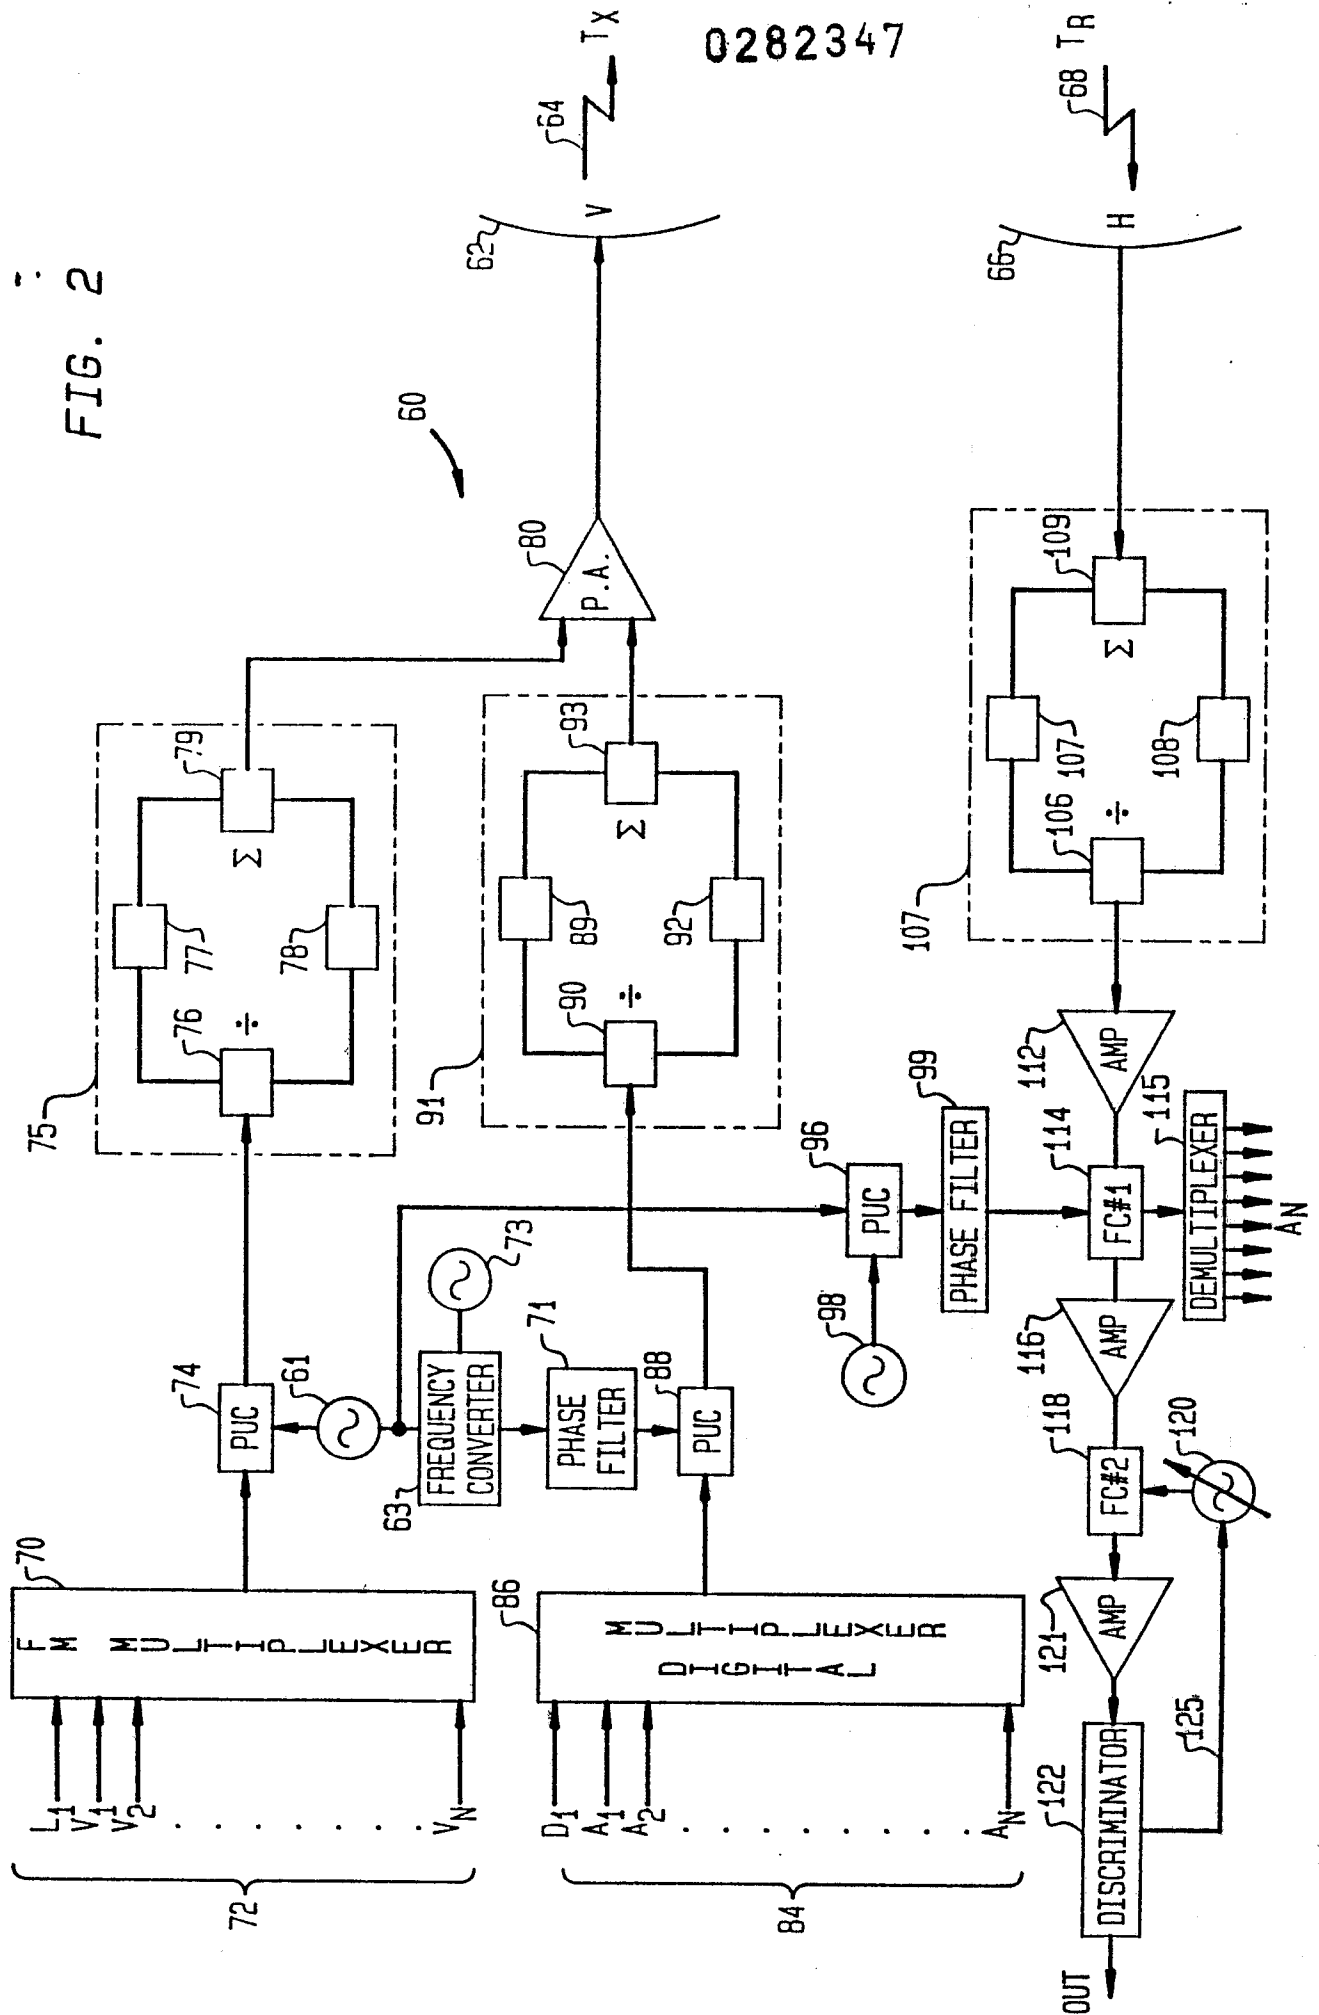 0282347
FIG. 2
60
72
L1
V1
V2
VN
70
FM MULTIPLEXER
74
PUC
61
75
76
÷
77
78
79
Σ
80
P.A.
62
V
64
TX
63
FREQUENCY
CONVERTER
73
71
PHASE
FILTER
88
PUC
84
D1
A1
A2
AN
86
DIGITAL
MULTIPLEXER
91
90
÷
89
92
93
Σ
96
PUC
98
99
PHASE FILTER
OUT
122
DISCRIMINATOR
125
121
AMP
118
FC#2
120
116
AMP
114
FC#1
115
DEMULTIPLEXER
AN
112
AMP
107
106
÷
107
108
109
Σ
66
H
68
TR